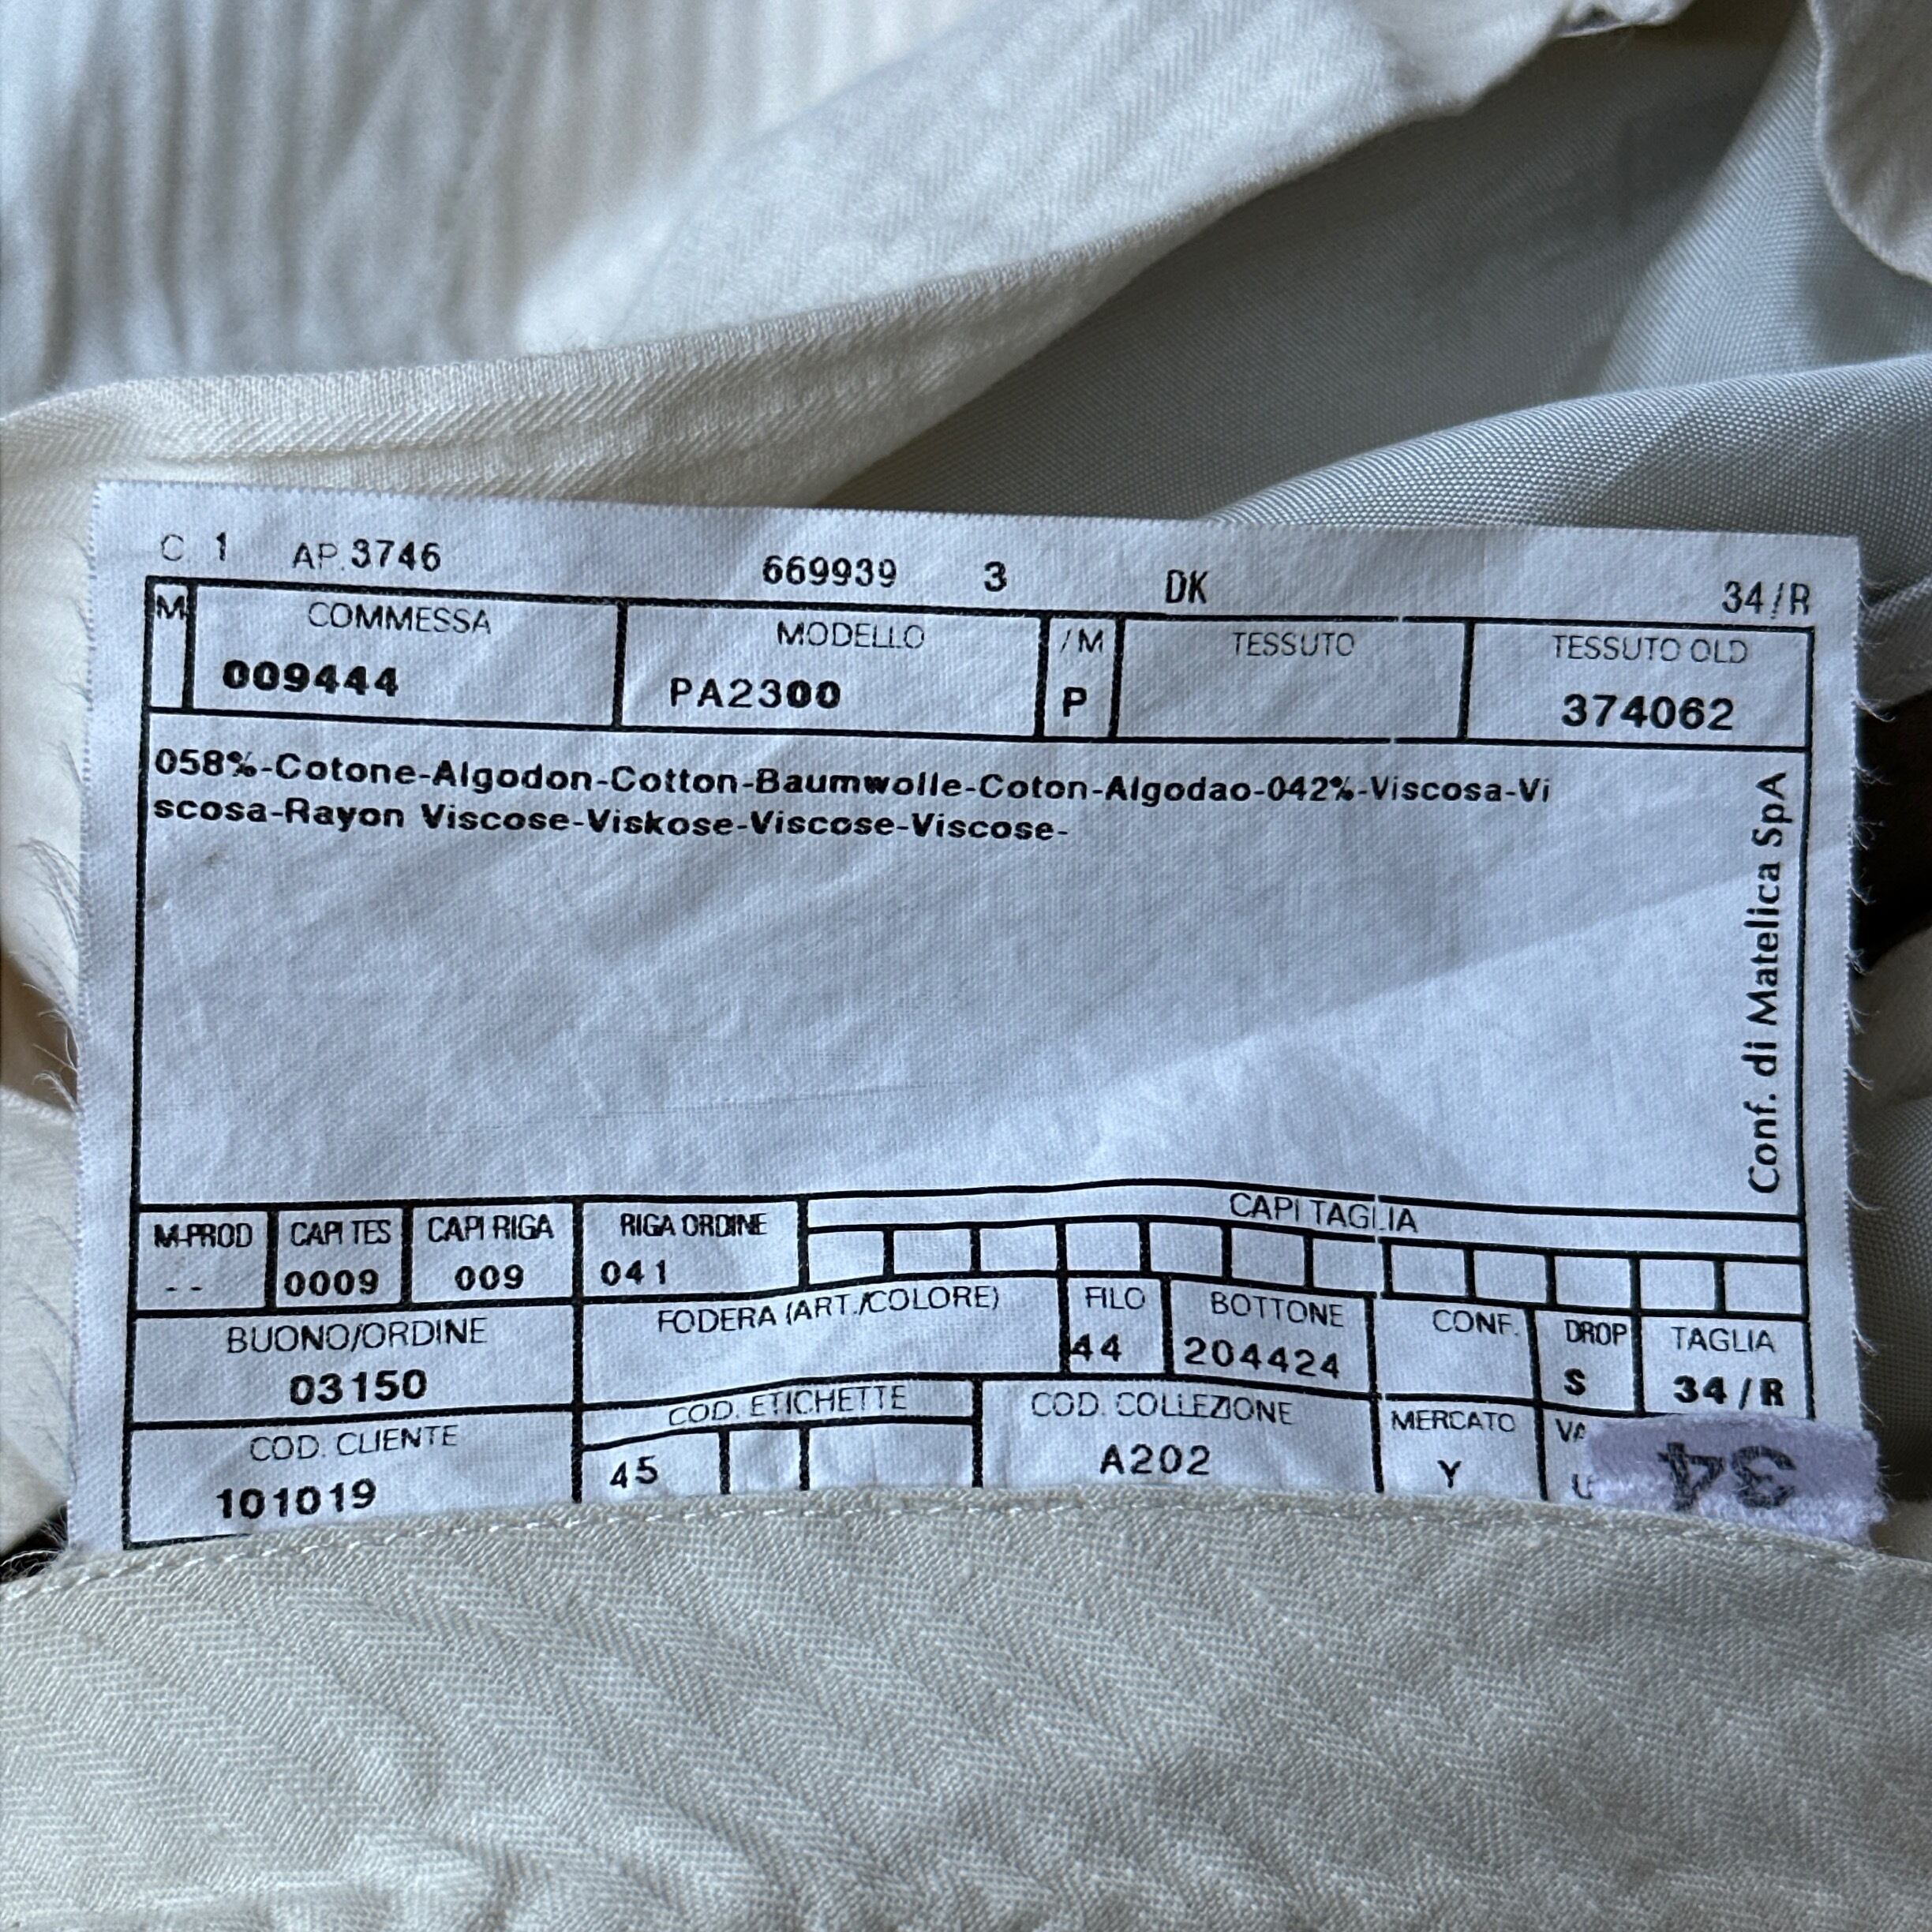 C. 1 AP.3746 669939 3 DK 34/R
M COMMESSA MODELLO /M TESSUTO TESSUTO OLD
009444 PA2300 P 374062
058%-Cotone-Algodon-Cotton-Baumwolle-Coton-Algodao-042%-Viscosa-Vi
scosa-Rayon Viscose-Viskose-Viscose-Viscose-
Conf. di Matelica SpA
M-PROD CAPI TES CAPI RIGA RIGA ORDINE CAPI TAGLIA
-- 0009 009 041
BUONO/ORDINE FODERA (ART./COLORE) FILO BOTTONE CONF. DROP TAGLIA
03150 44 204424 S 34/R
COD. CLIENTE COD. ETICHETTE COD. COLLEZIONE MERCATO
101019 45 A202 Y
34